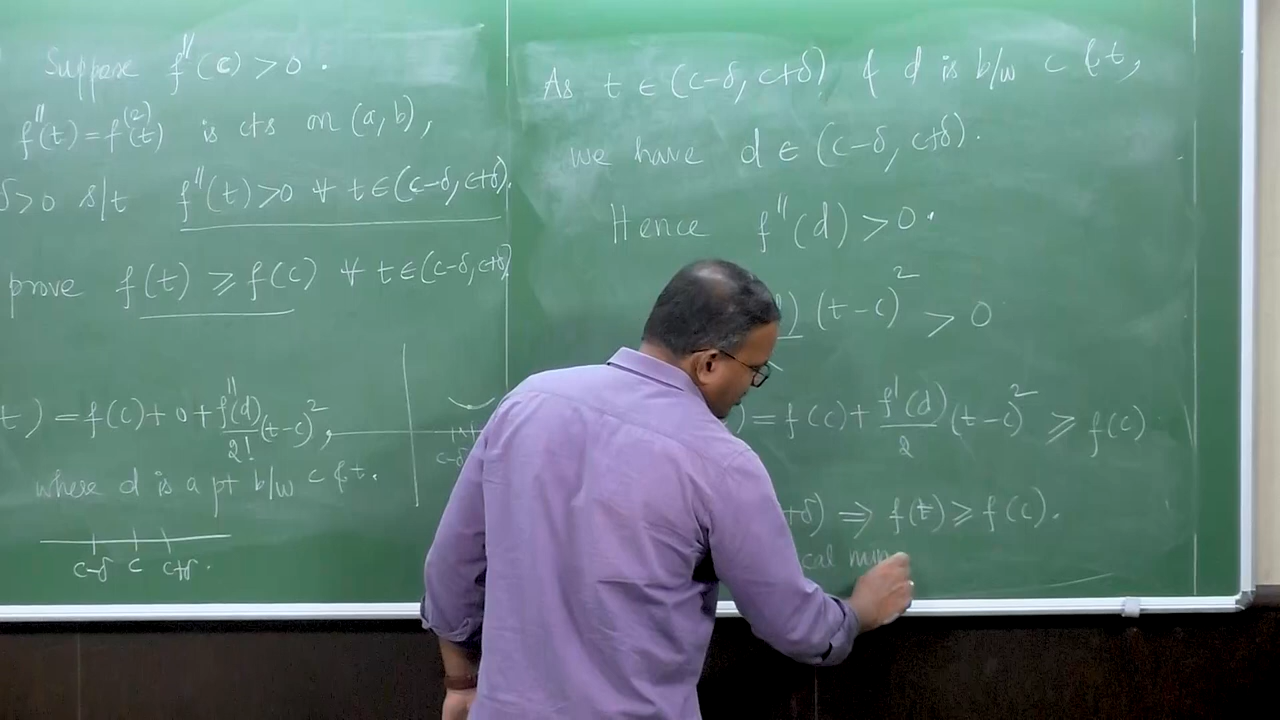 Suppose f''(c) > 0.
f''(t) = f^(2)(t) is cts on (a, b),
δ>0 s/t f''(t)>0 ∀ t∈(c-δ, c+δ).
prove f(t) ≥ f(c) ∀ t∈(c-δ, c+δ)
t) = f(c) + 0 + f''(d)/2! (t-c)^2,
where d is a pt b/w c & t.
c-δ c c+δ.
c-δ
As t ∈ (c-δ, c+δ) & d is b/w c & t,
we have d ∈ (c-δ, c+δ).
Hence f''(d) > 0.
) (t-c)^2 > 0
) = f(c) + f'(d)/2 (t-c)^2 ≥ f(c)
+δ) ⇒ f(t) ≥ f(c).
cal